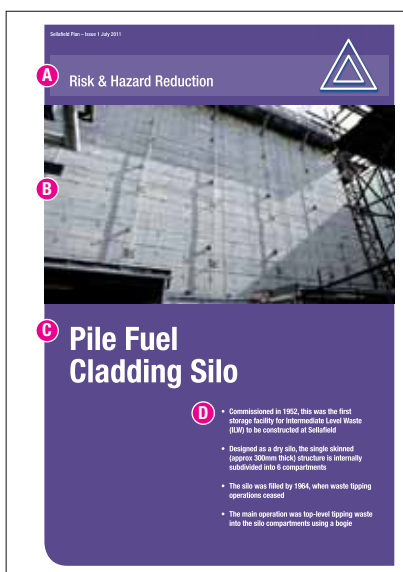 Sellafield Plan – Issue 1 July 2011
A
Risk & Hazard Reduction
B
C
Pile Fuel
Cladding Silo
D
• Commissioned in 1952, this was the first
storage facility for Intermediate Level Waste
(ILW) to be constructed at Sellafield
• Designed as a dry silo, the single skinned
(approx 300mm thick) structure is internally
subdivided into 6 compartments
• The silo was filled by 1964, when waste tipping
operations ceased
• The main operation was top-level tipping waste
into the silo compartments using a bogie